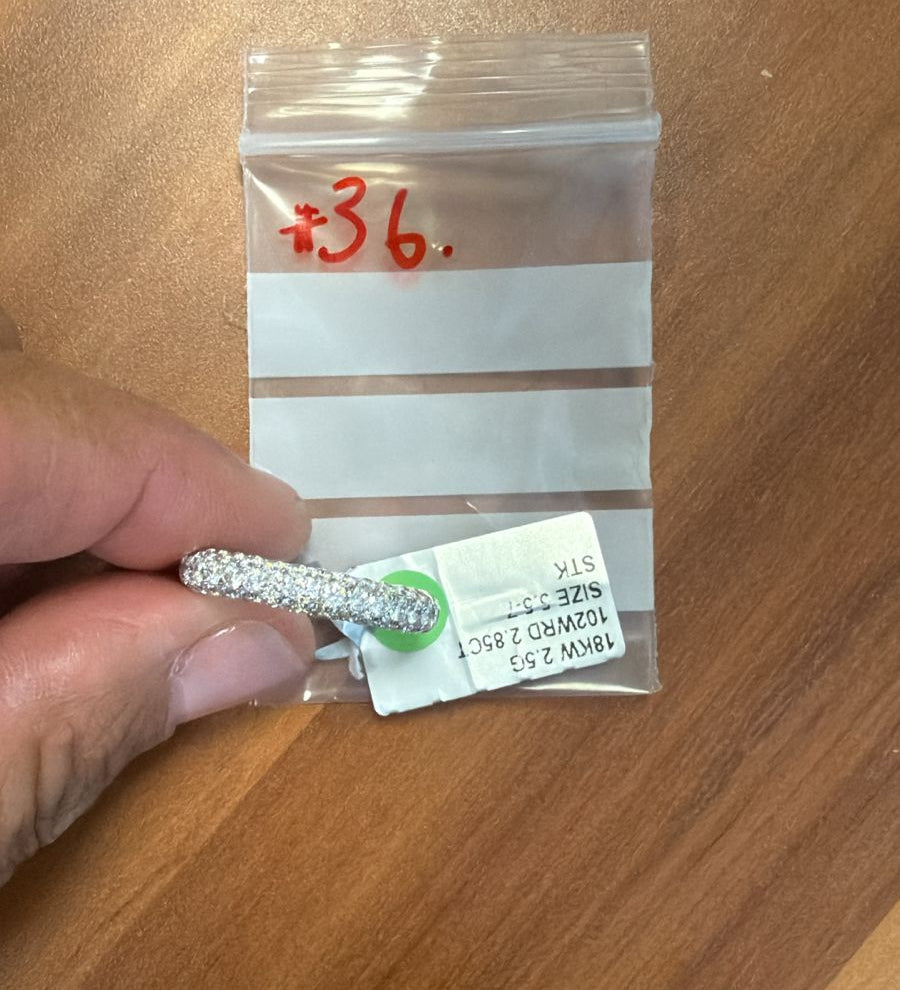 #36.
18KW 2.5G
102WRD 2.85CT
SIZE 5.5-7
STK